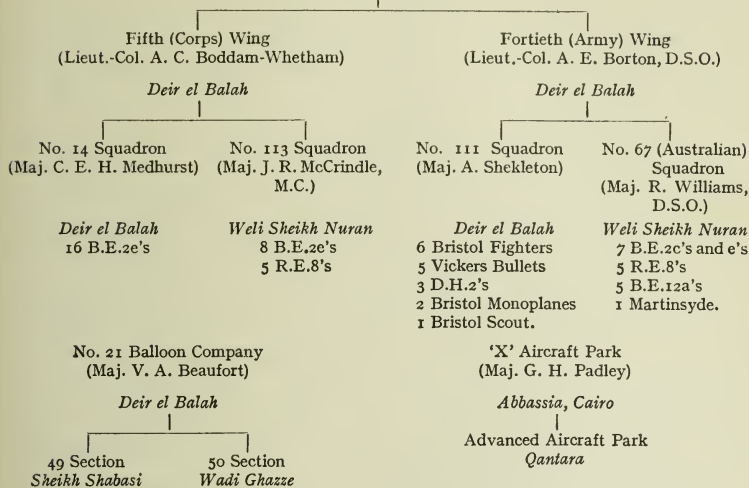 Fifth (Corps) Wing
(Lieut.-Col. A. C. Boddam-Whetham)
Deir el Balah
No. 14 Squadron
(Maj. C. E. H. Medhurst)
Deir el Balah
16 B.E.2e's
No. 113 Squadron
(Maj. J. R. McCrindle,
M.C.)
Weli Sheikh Nuran
8 B.E.2e's
5 R.E.8's
Fortieth (Army) Wing
(Lieut.-Col. A. E. Borton, D.S.O.)
Deir el Balah
No. 111 Squadron
(Maj. A. Shekleton)
Deir el Balah
6 Bristol Fighters
5 Vickers Bullets
3 D.H.2's
2 Bristol Monoplanes
1 Bristol Scout.
No. 67 (Australian)
Squadron
(Maj. R. Williams,
D.S.O.)
Weli Sheikh Nuran
7 B.E.2c's and e's
5 R.E.8's
5 B.E.12a's
1 Martinsyde.
No. 21 Balloon Company
(Maj. V. A. Beaufort)
Deir el Balah
49 Section
Sheikh Shabasi
50 Section
Wadi Ghazze
'X' Aircraft Park
(Maj. G. H. Padley)
Abbassia, Cairo
Advanced Aircraft Park
Qantara